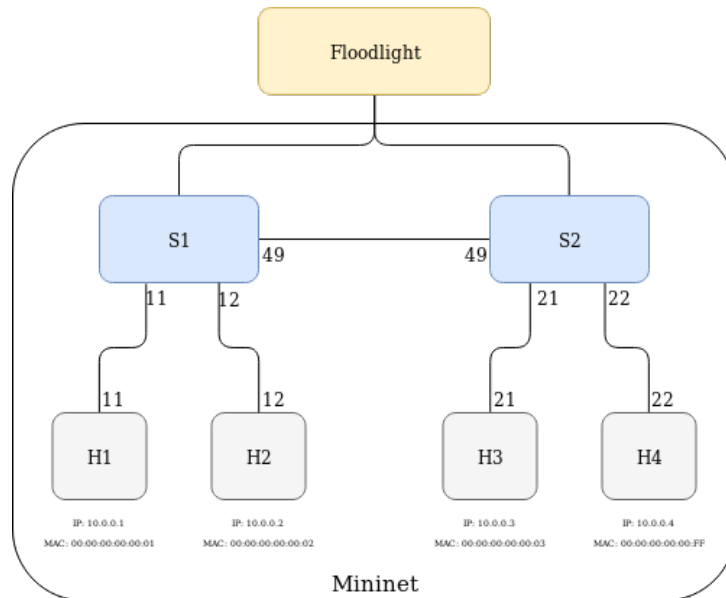 Floodlight
S1
S2
49
49
11
12
21
22
11
12
21
22
H1
H2
H3
H4
IP: 10.0.0.1
IP: 10.0.0.2
IP: 10.0.0.3
IP: 10.0.0.4
MAC: 00:00:00:00:00:01
MAC: 00:00:00:00:00:02
MAC: 00:00:00:00:00:03
MAC: 00:00:00:00:00:FF
Mininet